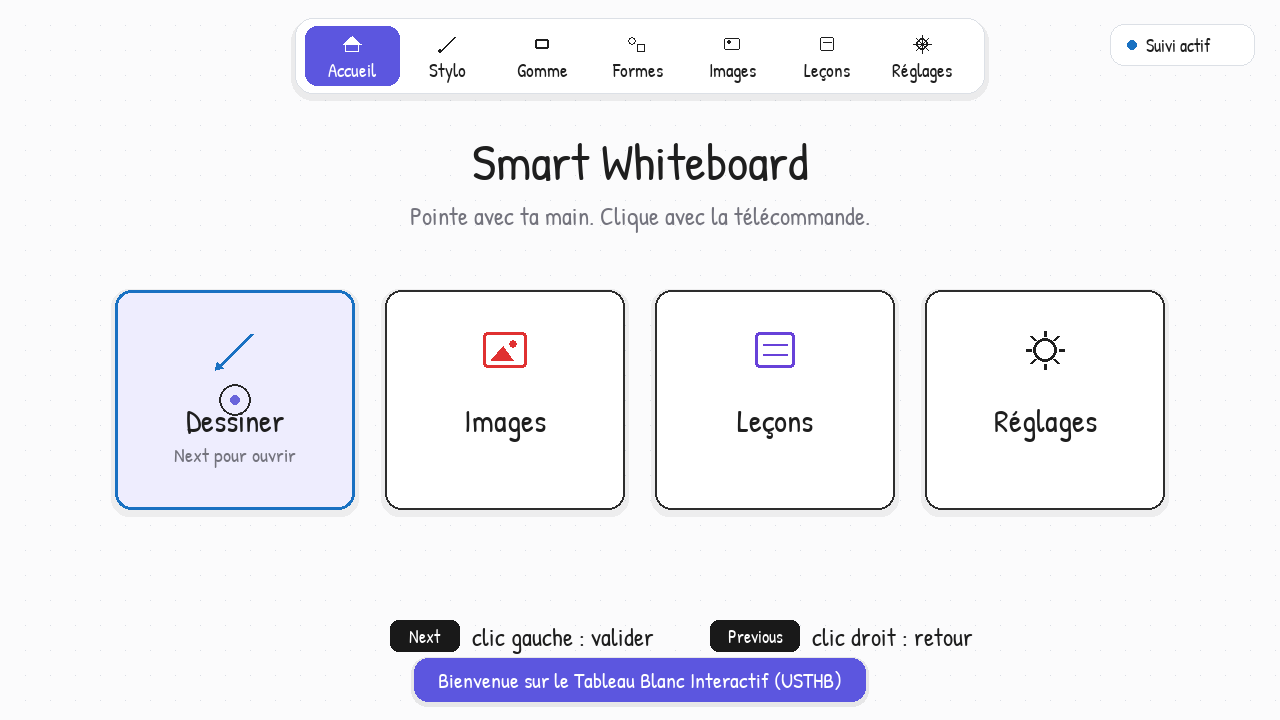 Accueil
Stylo
Gomme
Formes
Images
Leçons
Réglages
Suivi actif
Smart Whiteboard
Pointe avec ta main. Clique avec la télécommande.
Dessiner
Next pour ouvrir
Images
Leçons
Réglages
Next clic gauche : valider
Previous clic droit : retour
Bienvenue sur le Tableau Blanc Interactif (USTHB)